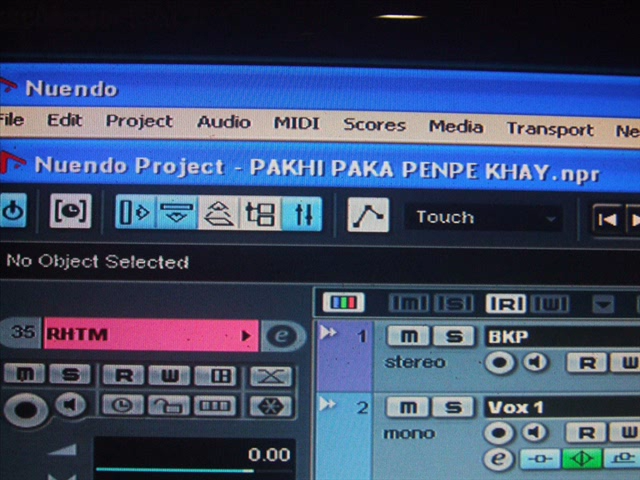 Nuendo
File Edit Project Audio MIDI Scores Media Transport
Nuendo Project - PAKHI PAKA PENPE KHAY.npr
Touch
No Object Selected
m S R W
35 RHTM e
1 m S BKP
m S R W
stereo R W
2 m S Vox 1
mono R W
0.00
e